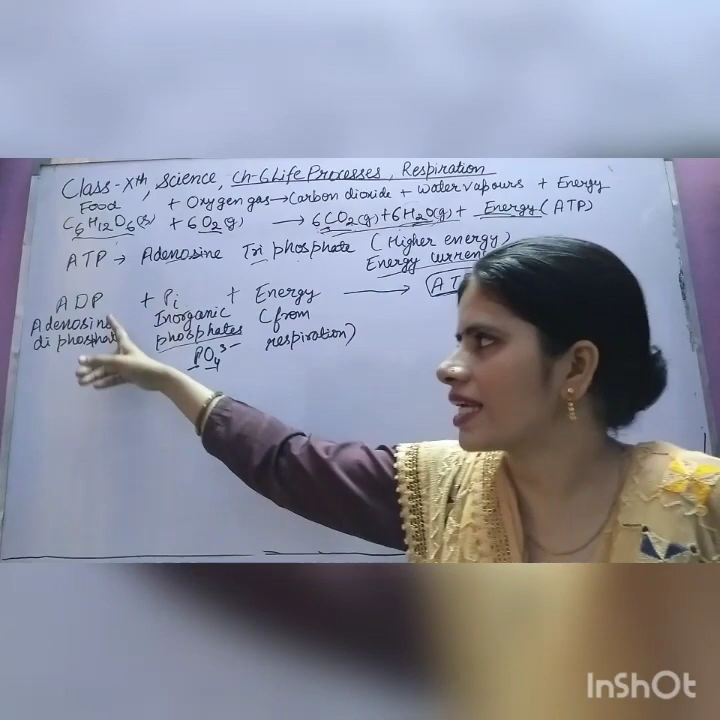 Class-Xth, Science, Ch-6 Life Processes, Respiration
Food + Oxygen gas → Carbon dioxide + Water vapours + Energy
C6H12O6(s) + 6O2(g) → 6CO2(g) + 6H2O(g) + Energy (ATP)
ATP → Adenosine Tri phosphate (Higher energy)
Energy
ADP + Pi + Energy → AT
Adenosine Inorganic (from
di phosphat phosphates respiration)
PO4 3-
InShOt